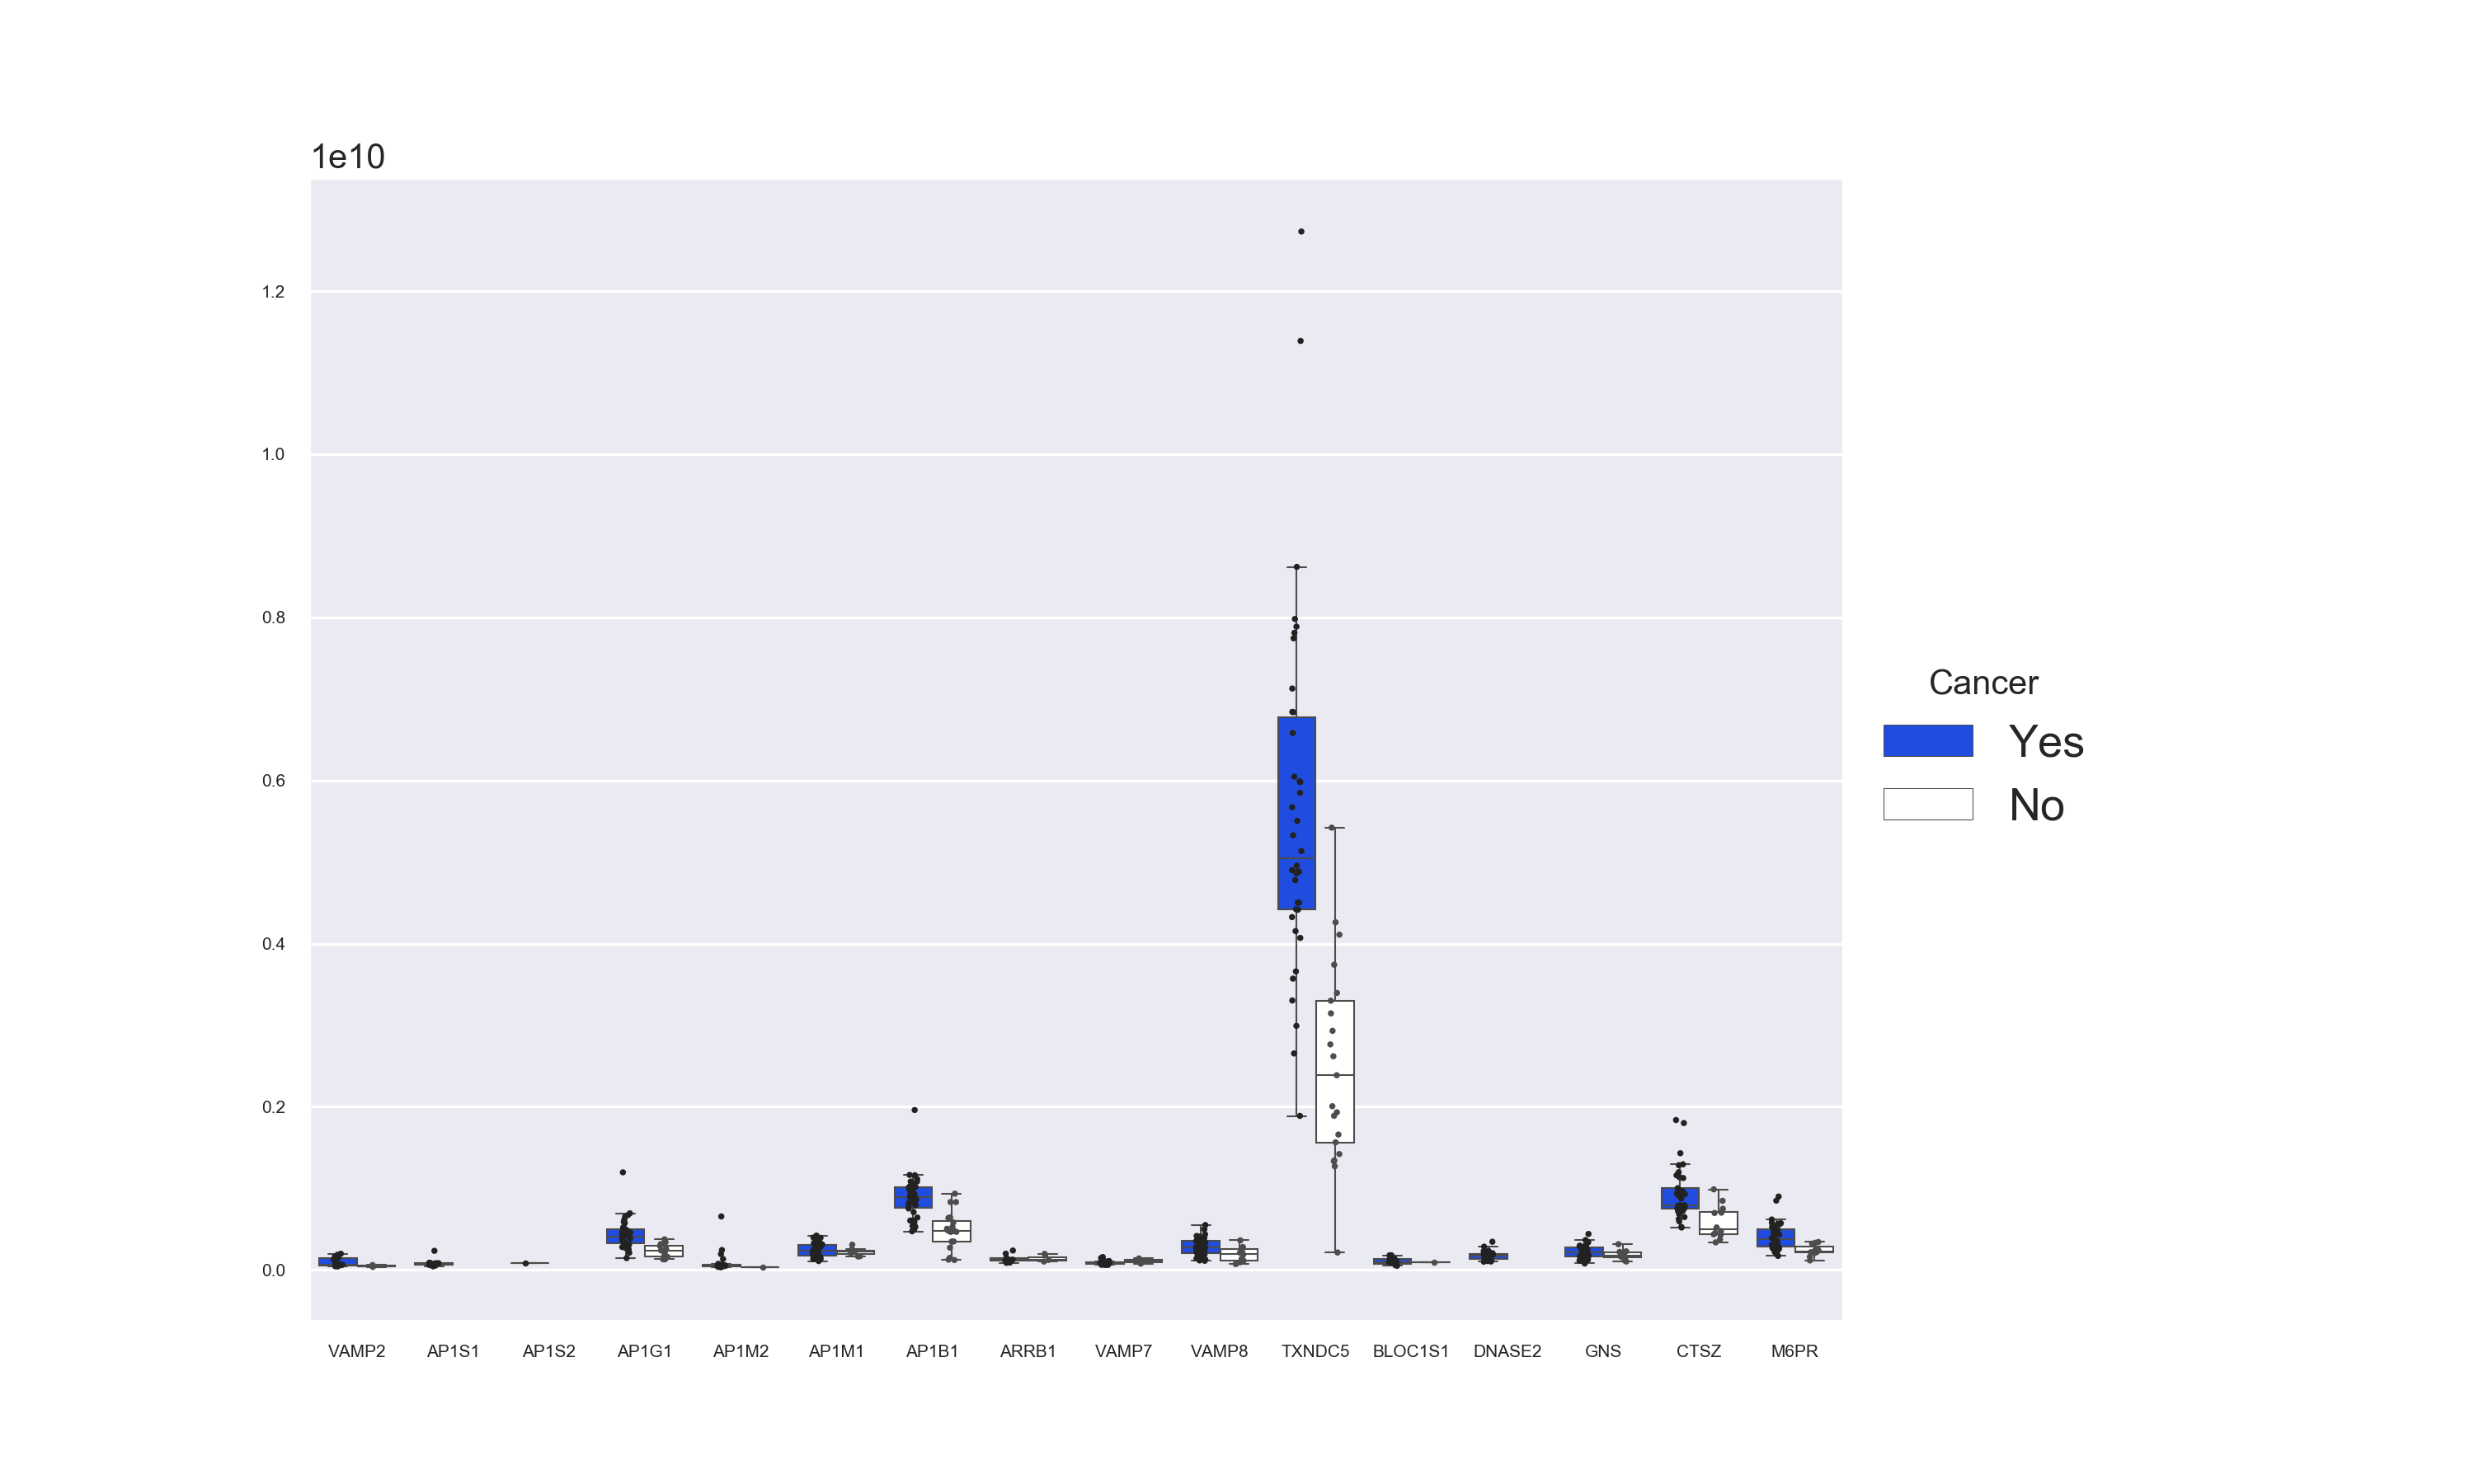 1e10
1.2
1.0
0.8
0.6
0.4
0.2
0.0
VAMP2 AP1S1 AP1S2 AP1G1 AP1M2 AP1M1 AP1B1 ARRB1 VAMP7 VAMP8 TXNDC5 BLOC1S1 DNASE2 GNS CTSZ M6PR
Cancer
Yes
No